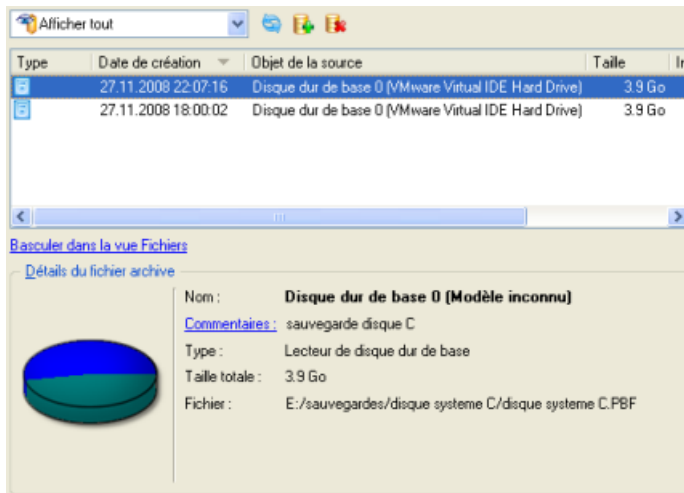 Afficher tout
Type Date de création Objet de la source Taille
27.11.2008 22:07:16 Disque dur de base 0 (VMware Virtual IDE Hard Drive) 3.9 Go
27.11.2008 18:00:02 Disque dur de base 0 (VMware Virtual IDE Hard Drive) 3.9 Go
Basculer dans la vue Fichiers
Détails du fichier archive
Nom : Disque dur de base 0 (Modèle inconnu)
Commentaires : sauvegarde disque C
Type : Lecteur de disque dur de base
Taille totale : 3.9 Go
Fichier : E:/sauvegardes/disque systeme C/disque systeme C.PBF